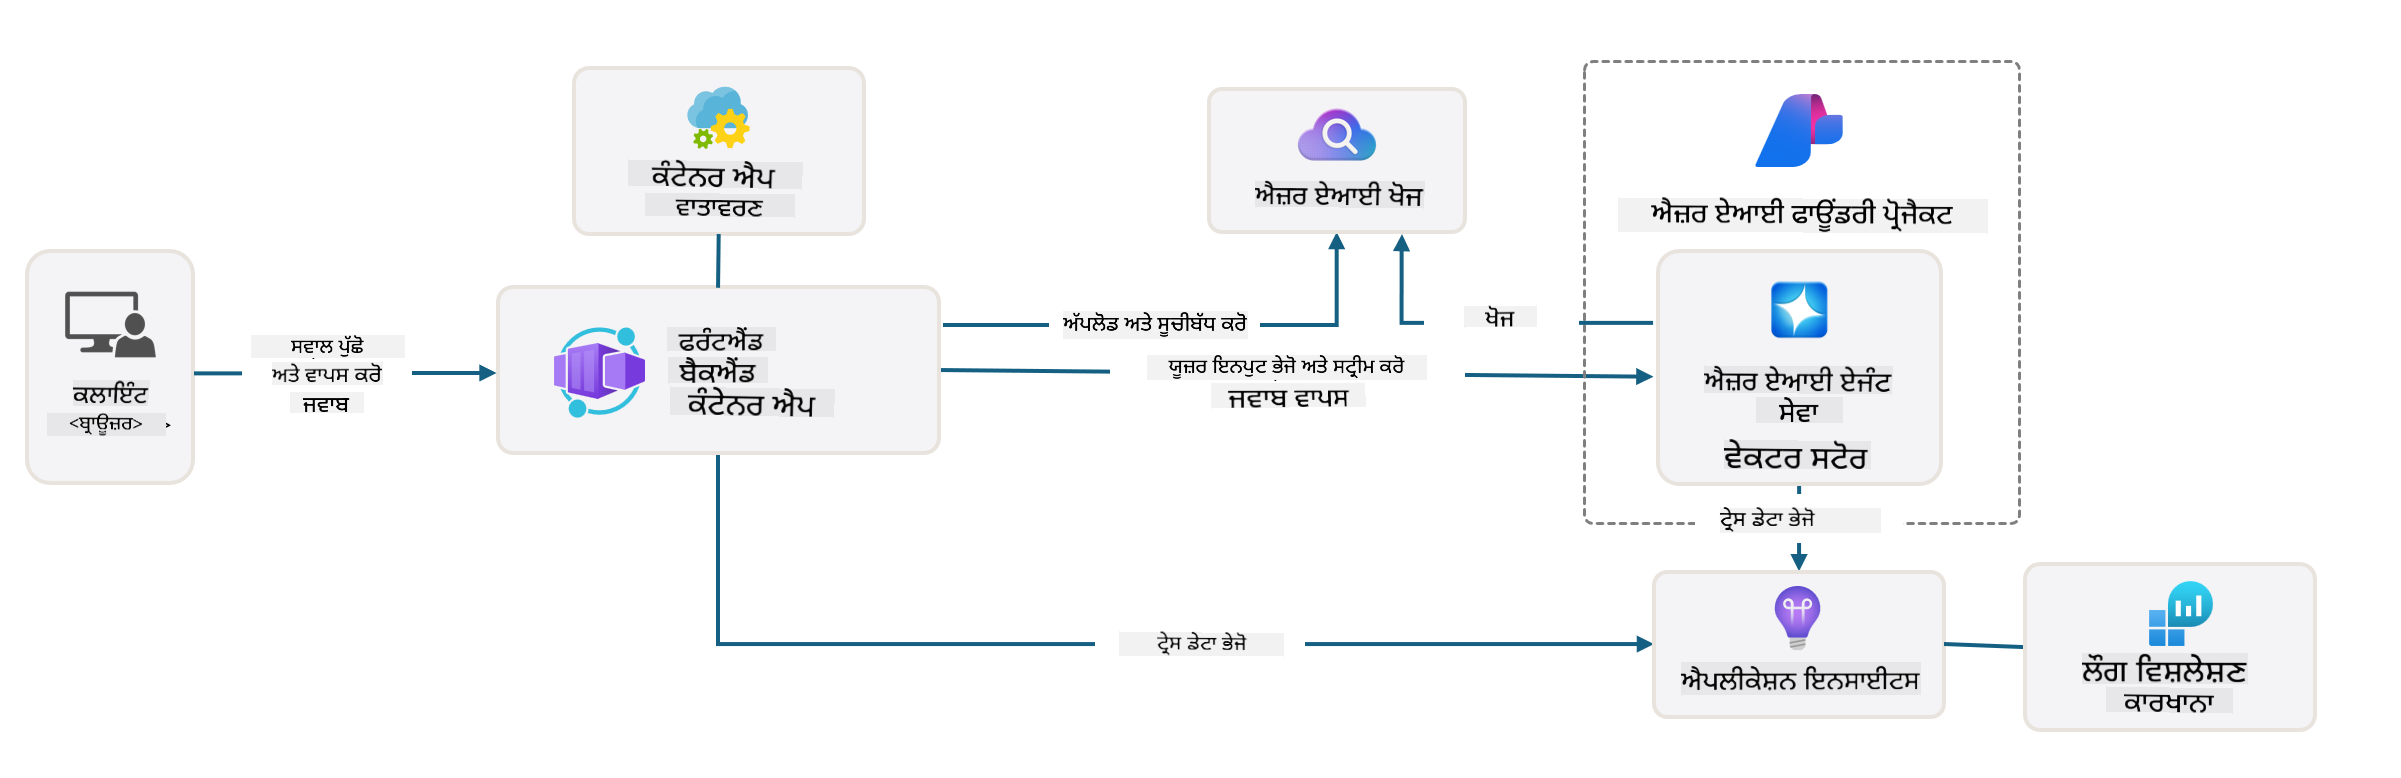 ਕਲਾਇੰਟ
<ਬ੍ਰਾਊਜ਼ਰ>
ਸਵਾਲ ਪੁੱਛੋ
ਅਤੇ ਵਾਪਸ ਕਰੋ
ਜਵਾਬ
ਕੰਟੇਨਰ ਐਪ
ਵਾਤਾਵਰਣ
ਫਰੰਟਐਂਡ
ਬੈਕਐਂਡ
ਕੰਟੇਨਰ ਐਪ
ਅੱਪਲੋਡ ਅਤੇ ਸੂਚੀਬੱਧ ਕਰੋ
ਯੂਜ਼ਰ ਇਨਪੁਟ ਭੇਜੋ ਅਤੇ ਸਟ੍ਰੀਮ ਕਰੋ
ਜਵਾਬ ਵਾਪਸ
ਐਜ਼ਰ ਏਆਈ ਖੋਜ
ਖੋਜ
ਐਜ਼ਰ ਏਆਈ ਫਾਊਂਡਰੀ ਪ੍ਰੋਜੈਕਟ
ਐਜ਼ਰ ਏਆਈ ਏਜੰਟ
ਸੇਵਾ
ਵੇਕਟਰ ਸਟੋਰ
ਟ੍ਰੇਸ ਡੇਟਾ ਭੇਜੋ
ਟ੍ਰੇਸ ਡੇਟਾ ਭੇਜੋ
ਐਪਲੀਕੇਸ਼ਨ ਇਨਸਾਈਟਸ
ਲੌਗ ਵਿਸ਼ਲੇਸ਼ਣ
ਕਾਰਖਾਨਾ